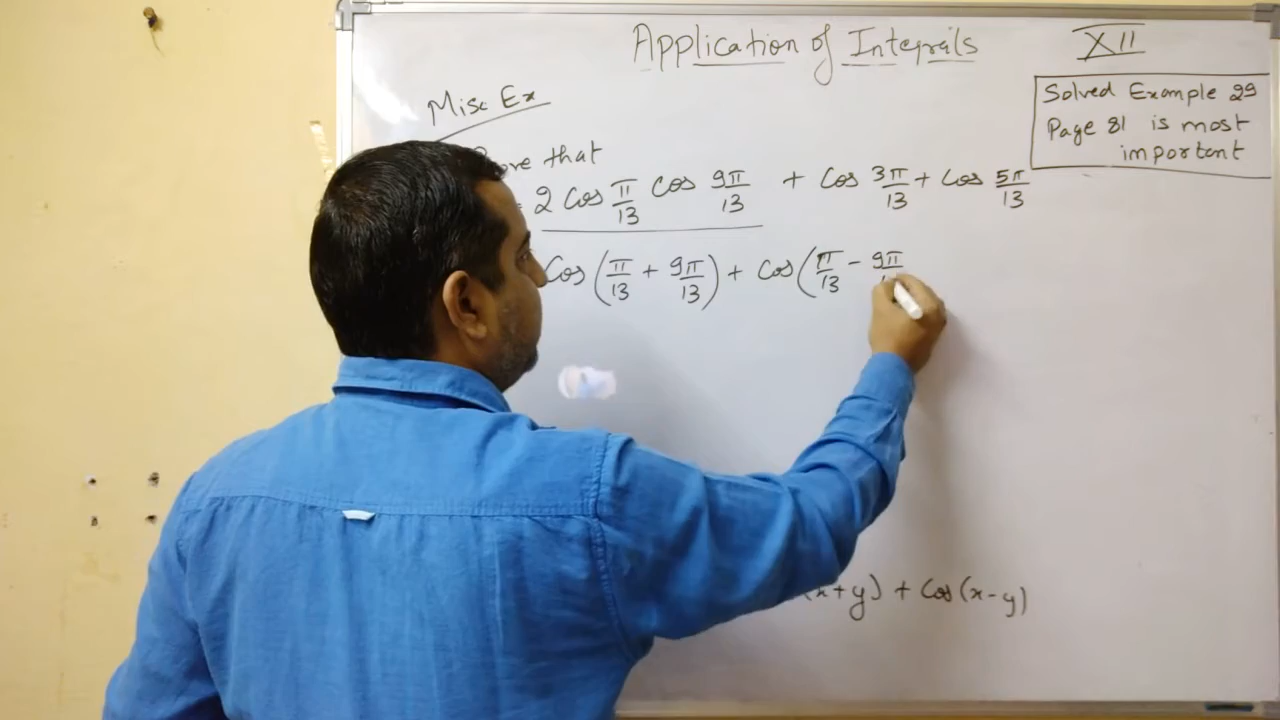 Application of Integrals
XII
Solved Example 29
Page 81 is most
important
Misc Ex
that
2 Cos π/13 Cos 9π/13 + Cos 3π/13 + Cos 5π/13
Cos (π/13 + 9π/13) + Cos (π/13 - 9π
(x+y) + Cos (x-y)